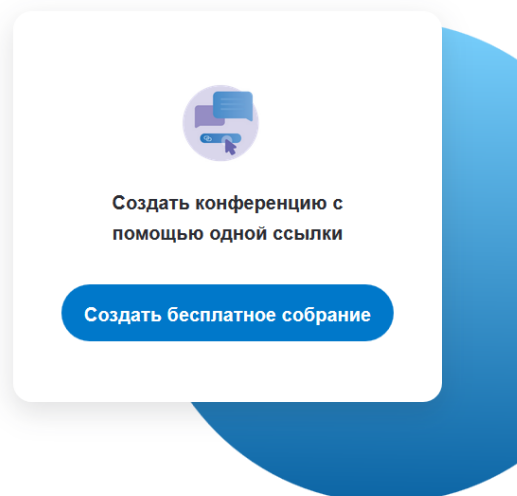 Создать конференцию с
помощью одной ссылки
Создать бесплатное собрание